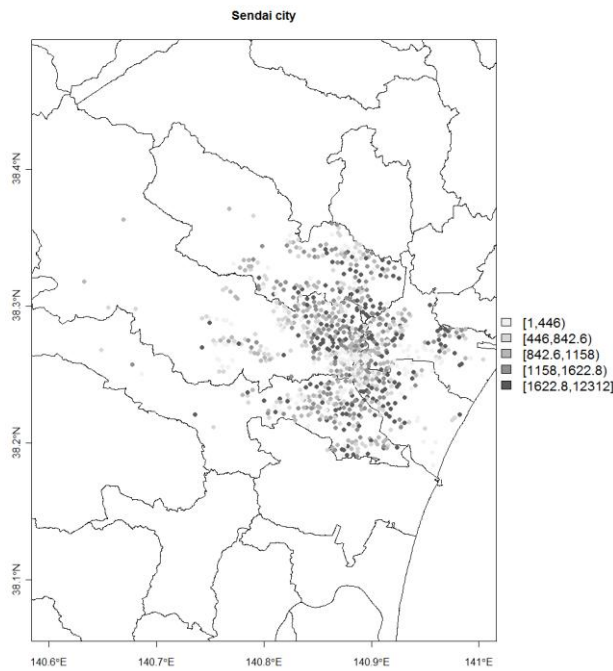 Sendai city
38.4°N
38.3°N
38.2°N
38.1°N
[1,446)
[446,842.6)
[842.6,1158)
[1158,1622.8)
[1622.8,12312]
140.6°E 140.7°E 140.8°E 140.9°E 141°E